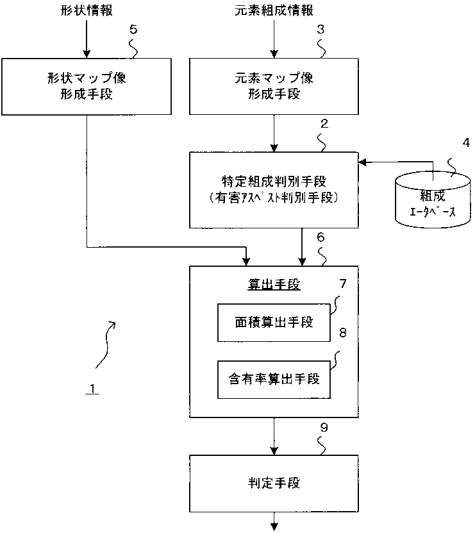 形状情報
元素組成情報
5
3
形状マップ像
形成手段
元素マップ像
形成手段
2
4
特定組成判別手段
(有害ｱｽﾍﾞｽﾄ判別手段)
組成
ｴｰﾀﾍﾞｰｽ
6
算出手段
7
面積算出手段
8
含有率算出手段
1
9
判定手段